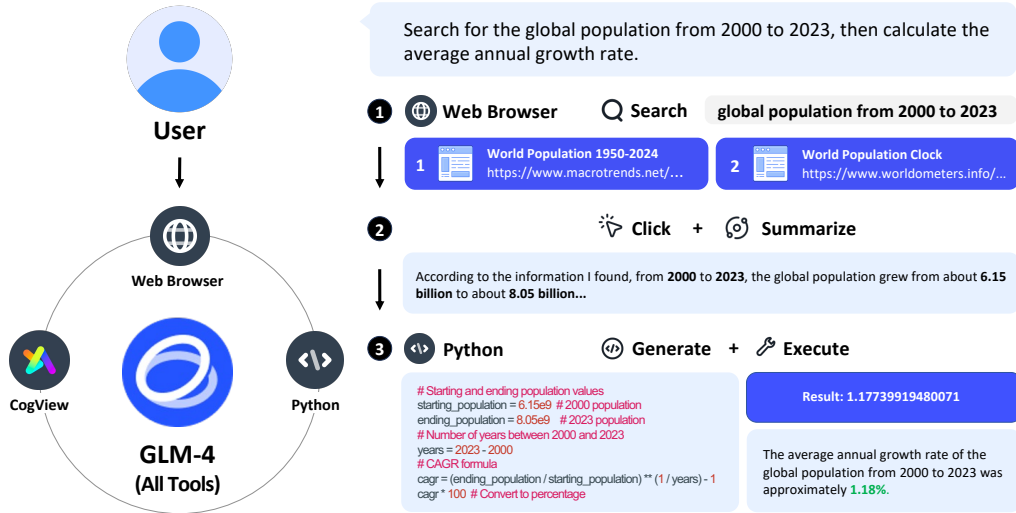 Search for the global population from 2000 to 2023, then calculate the
average annual growth rate.
User
Web Browser
CogView
Python
GLM-4
(All Tools)
1 Web Browser Search global population from 2000 to 2023
1 World Population 1950-2024
https://www.macrotrends.net/...
2 World Population Clock
https://www.worldometers.info/...
2 Click + Summarize
According to the information I found, from 2000 to 2023, the global population grew from about 6.15
billion to about 8.05 billion...
3 Python Generate + Execute
# Starting and ending population values
starting_population = 6.15e9 # 2000 population
ending_population = 8.05e9 # 2023 population
# Number of years between 2000 and 2023
years = 2023 - 2000
# CAGR formula
cagr = (ending_population / starting_population) ** (1 / years) - 1
cagr * 100 # Convert to percentage
Result: 1.17739919480071
The average annual growth rate of the
global population from 2000 to 2023 was
approximately 1.18%.